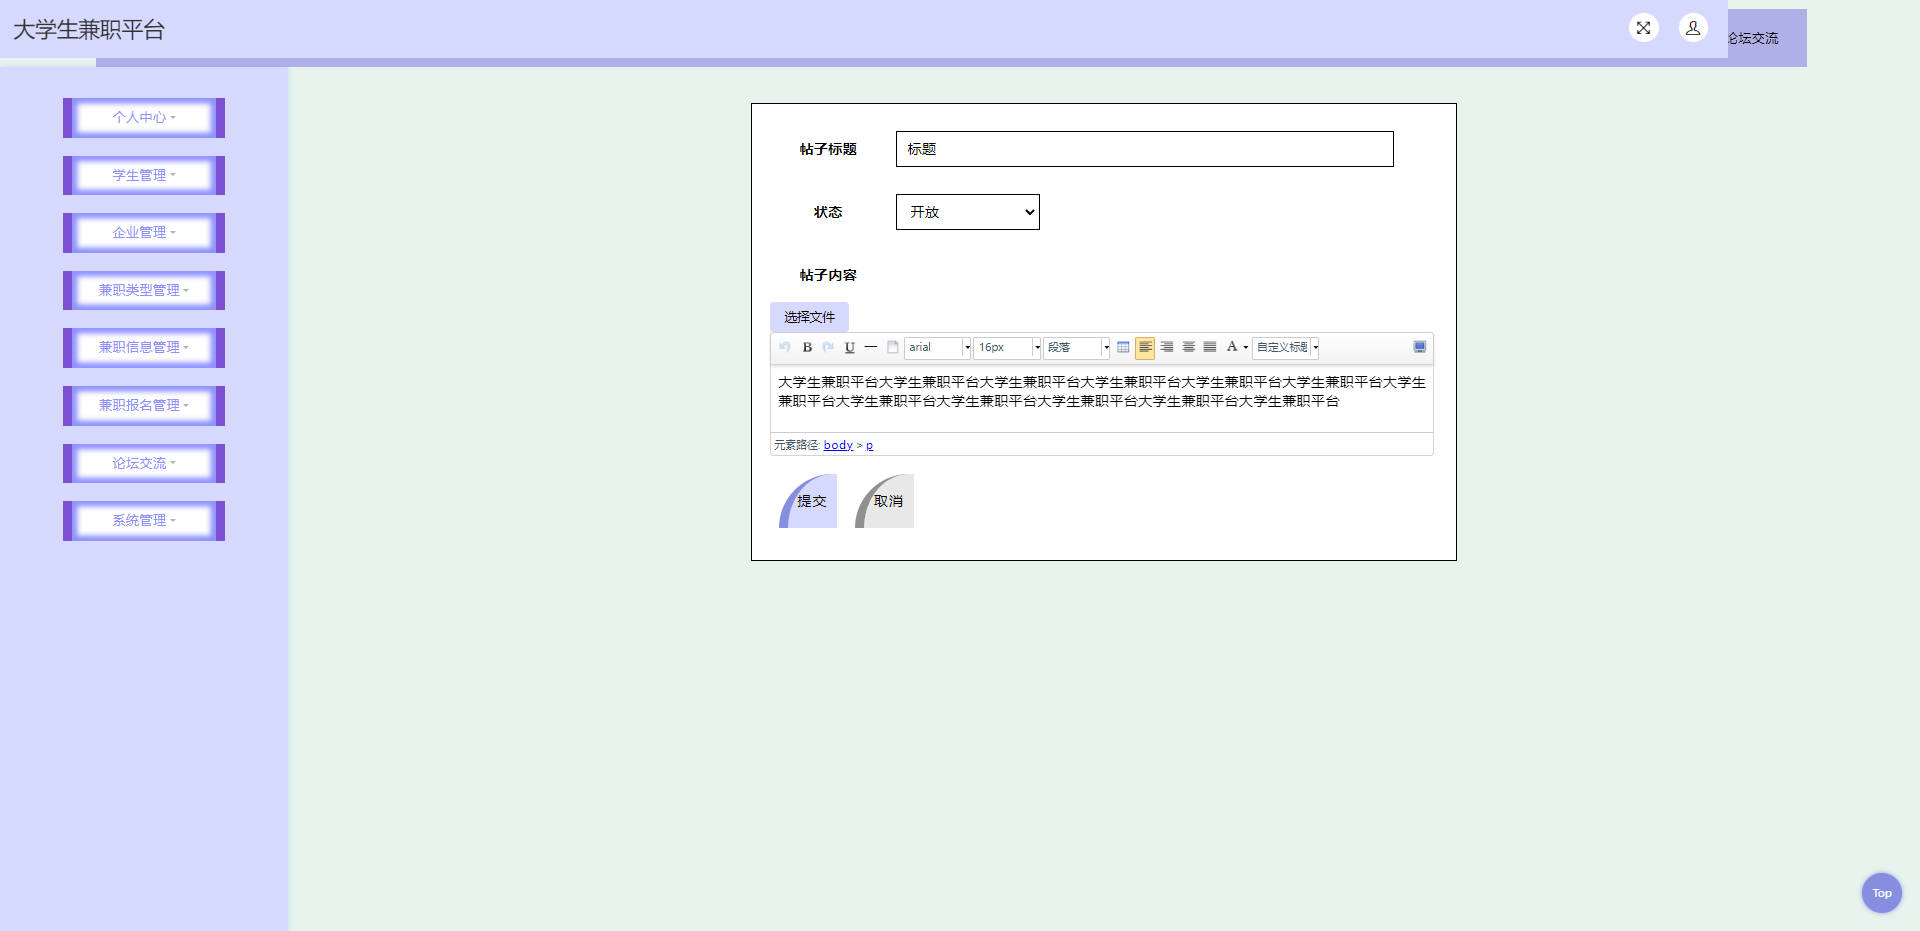 大学生兼职平台
论坛交流
个人中心
学生管理
企业管理
兼职类型管理
兼职信息管理
兼职报名管理
论坛交流
系统管理
帖子标题 标题
状态 开放
帖子内容
选择文件
B U arial 16px 段落 A 自定义标题
大学生兼职平台大学生兼职平台大学生兼职平台大学生兼职平台大学生兼职平台大学生兼职平台大学生
兼职平台大学生兼职平台大学生兼职平台大学生兼职平台大学生兼职平台大学生兼职平台
元素路径: body > p
提交 取消
Top